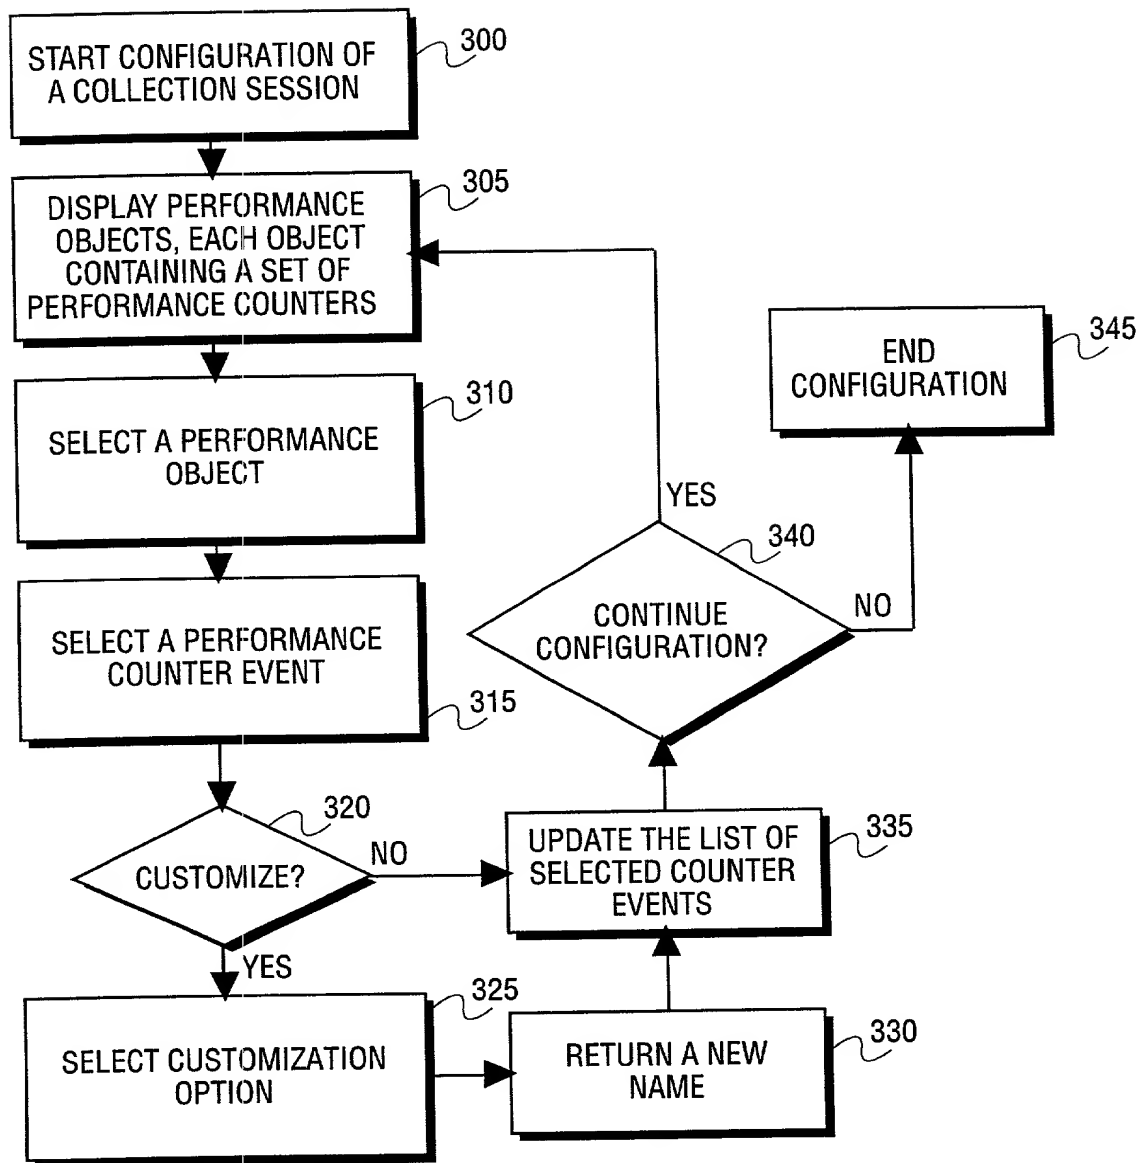 START CONFIGURATION OF
A COLLECTION SESSION
300
DISPLAY PERFORMANCE
OBJECTS, EACH OBJECT
CONTAINING A SET OF
PERFORMANCE COUNTERS
305
SELECT A PERFORMANCE
OBJECT
310
SELECT A PERFORMANCE
COUNTER EVENT
315
CUSTOMIZE?
320
NO
YES
SELECT CUSTOMIZATION
OPTION
325
RETURN A NEW
NAME
330
UPDATE THE LIST OF
SELECTED COUNTER
EVENTS
335
CONTINUE
CONFIGURATION?
340
YES
NO
END
CONFIGURATION
345